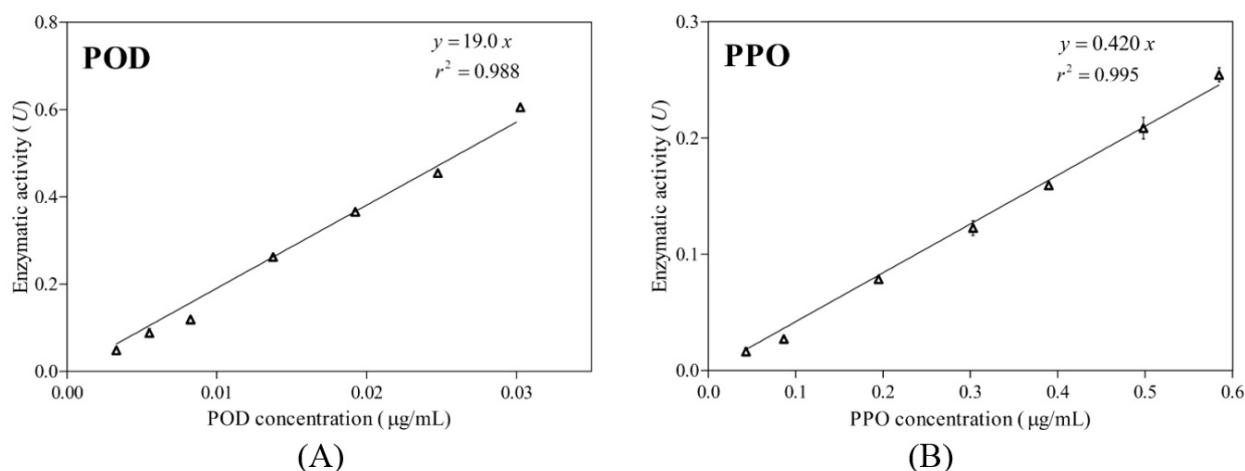 POD
y = 19.0 x
r² = 0.988
Enzymatic activity (U)
0.8
0.6
0.4
0.2
0.0
0.00 0.01 0.02 0.03
POD concentration ( μg/mL)
(A)
PPO
y = 0.420 x
r² = 0.995
Enzymatic activity (U)
0.3
0.2
0.1
0.0
0.0 0.1 0.2 0.3 0.4 0.5 0.6
PPO concentration ( μg/mL)
(B)